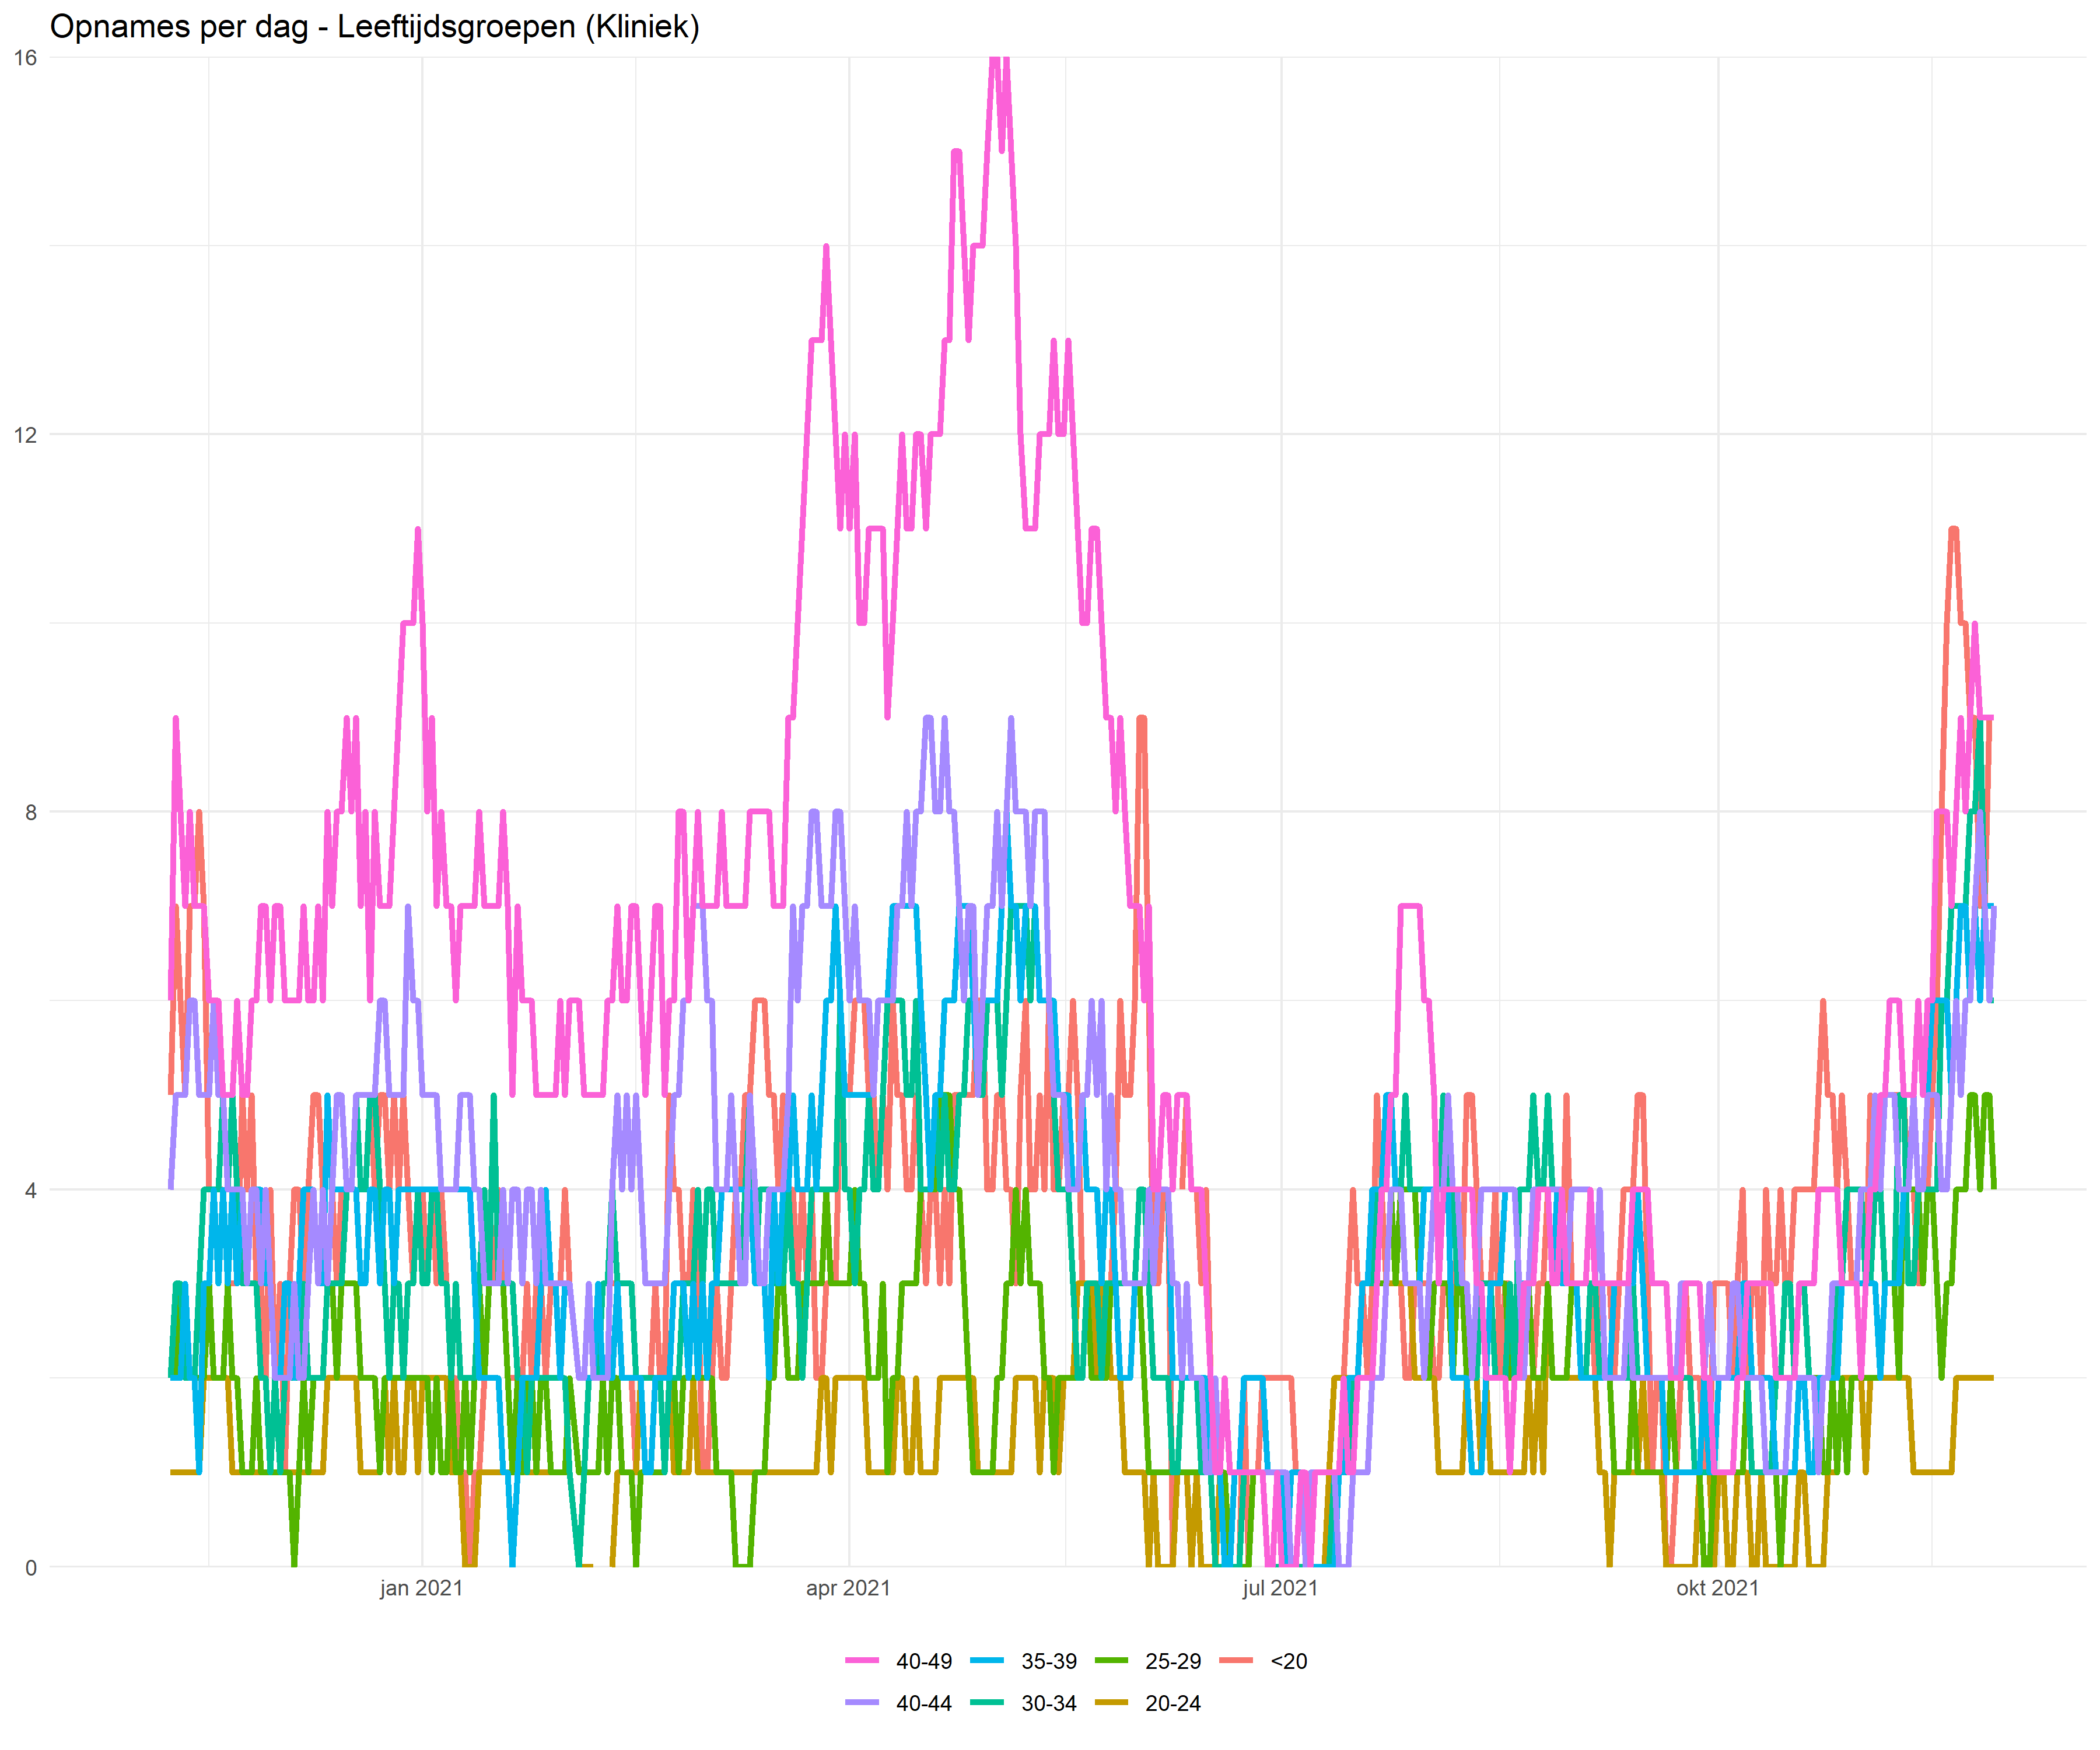 Opnames per dag - Leeftijdsgroepen (Kliniek)
16
12
8
4
0
jan 2021 apr 2021 jul 2021 okt 2021
40-49 35-39 25-29 <20
40-44 30-34 20-24